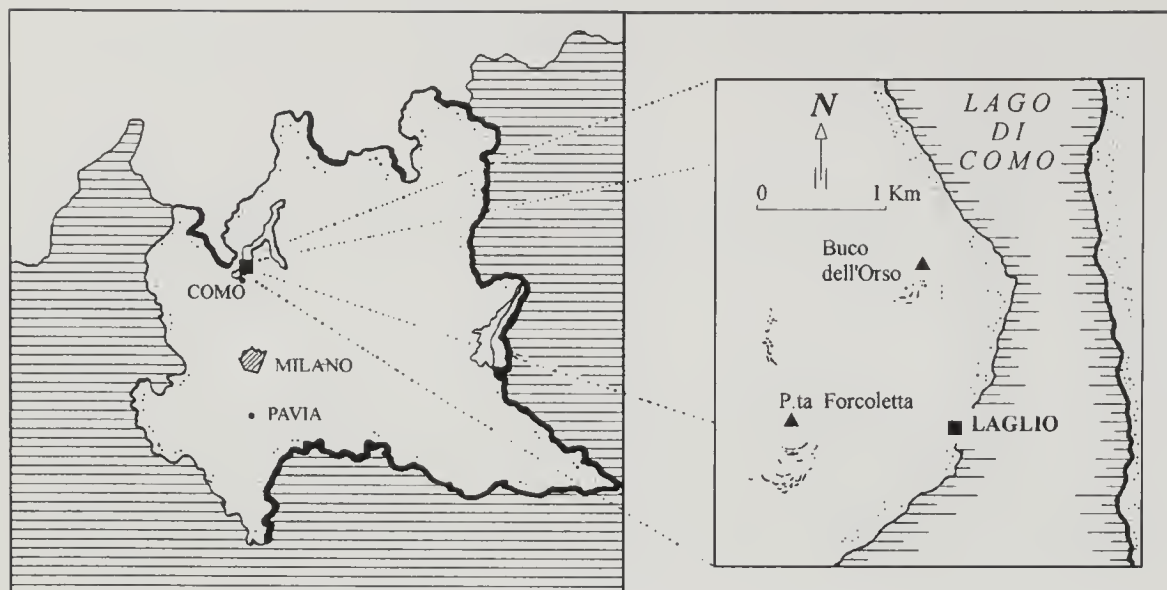 COMO
MILANO
PAVIA
N
0 1 Km
LAGO
DI
COMO
Buco
dell'Orso
P.ta Forcoletta
LAGLIO